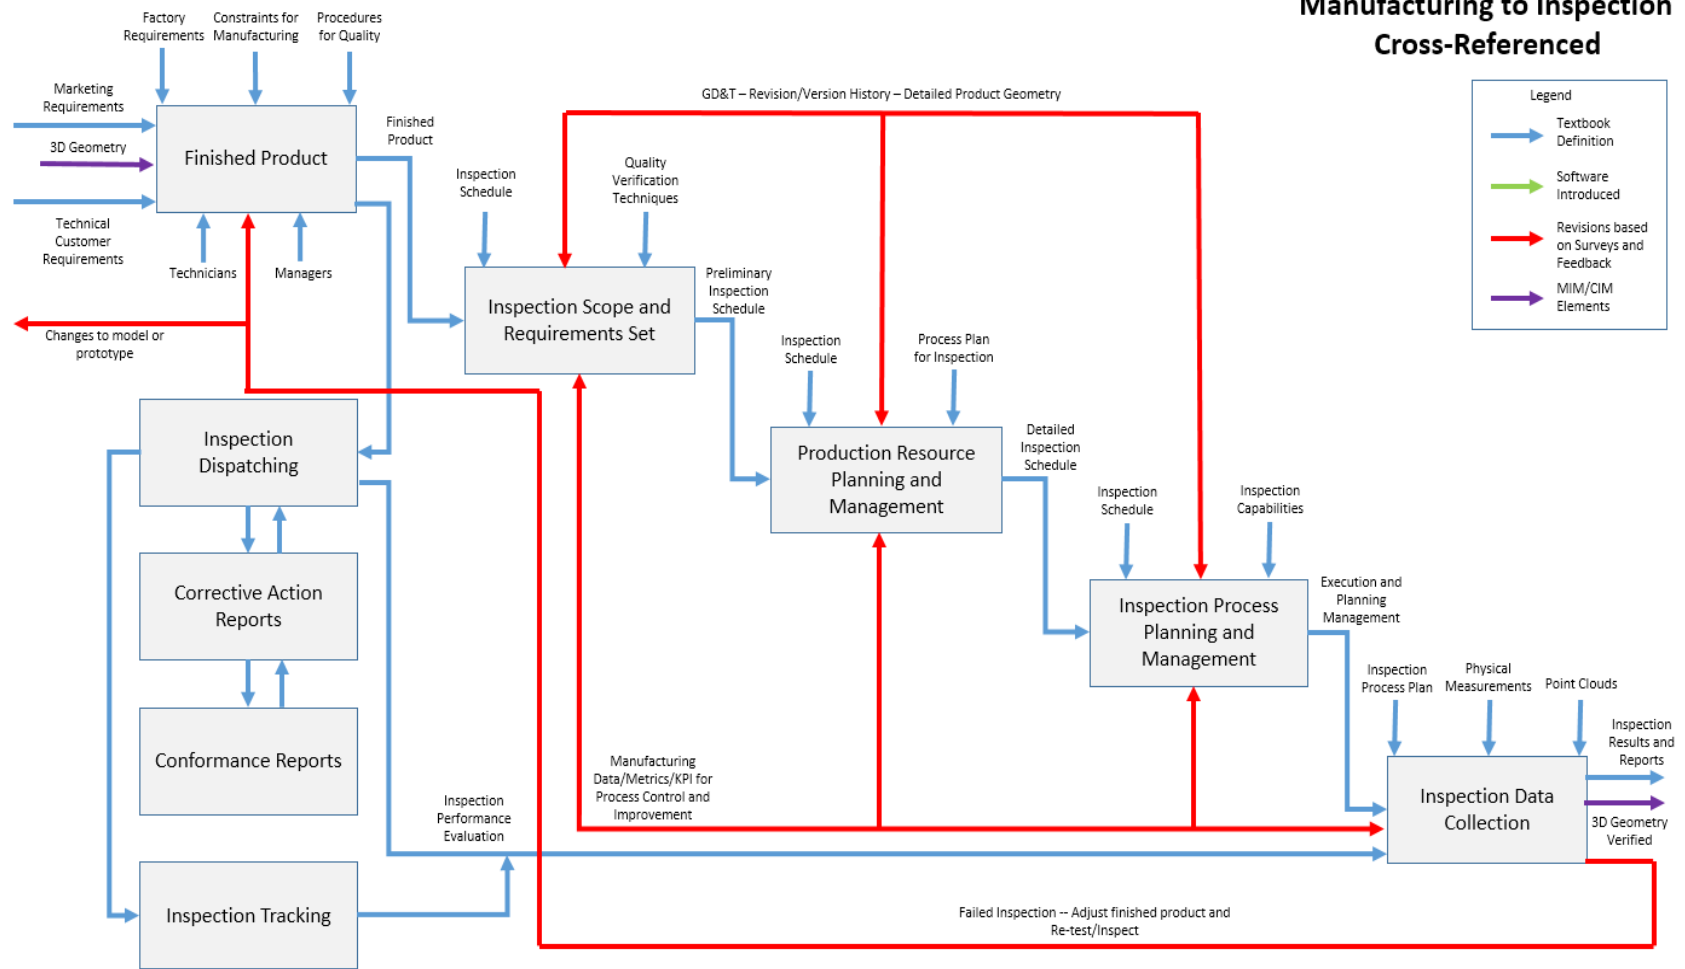 Manufacturing to Inspection
Cross-Referenced
Factory
Requirements
Constraints for
Manufacturing
Procedures
for Quality
Marketing
Requirements
3D Geometry
Technical
Customer
Requirements
Finished Product
Technicians
Managers
Finished
Product
Changes to model or
prototype
GD&T – Revision/Version History – Detailed Product Geometry
Legend
Textbook
Definition
Software
Introduced
Revisions based
on Surveys and
Feedback
MIM/CIM
Elements
Inspection
Schedule
Quality
Verification
Techniques
Inspection Scope and
Requirements Set
Preliminary
Inspection
Schedule
Inspection
Schedule
Process Plan
for Inspection
Production Resource
Planning and
Management
Detailed
Inspection
Schedule
Inspection
Schedule
Inspection
Capabilities
Inspection Process
Planning and
Management
Execution and
Planning
Management
Inspection
Process Plan
Physical
Measurements
Point Clouds
Inspection Data
Collection
Inspection
Results and
Reports
3D Geometry
Verified
Inspection
Dispatching
Corrective Action
Reports
Conformance Reports
Inspection Tracking
Inspection
Performance
Evaluation
Manufacturing
Data/Metrics/KPI for
Process Control and
Improvement
Failed Inspection -- Adjust finished product and
Re-test/Inspect